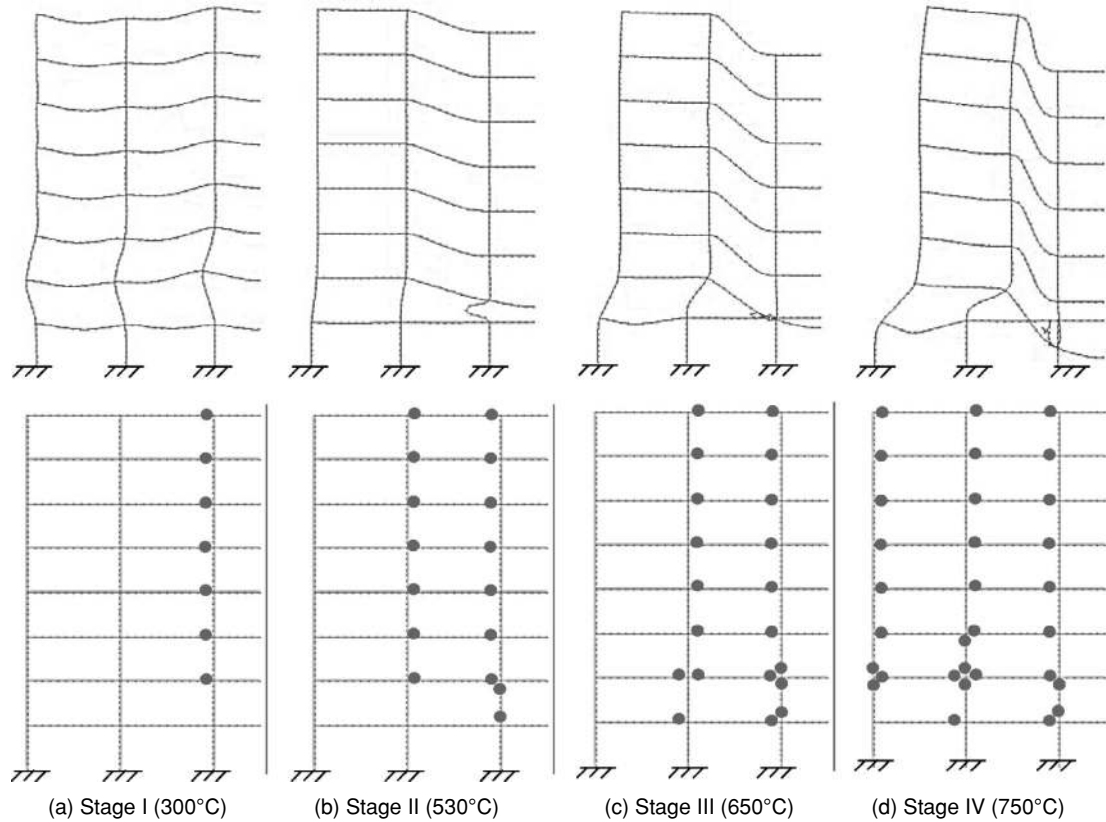 (a) Stage I (300°C)
(b) Stage II (530°C)
(c) Stage III (650°C)
(d) Stage IV (750°C)